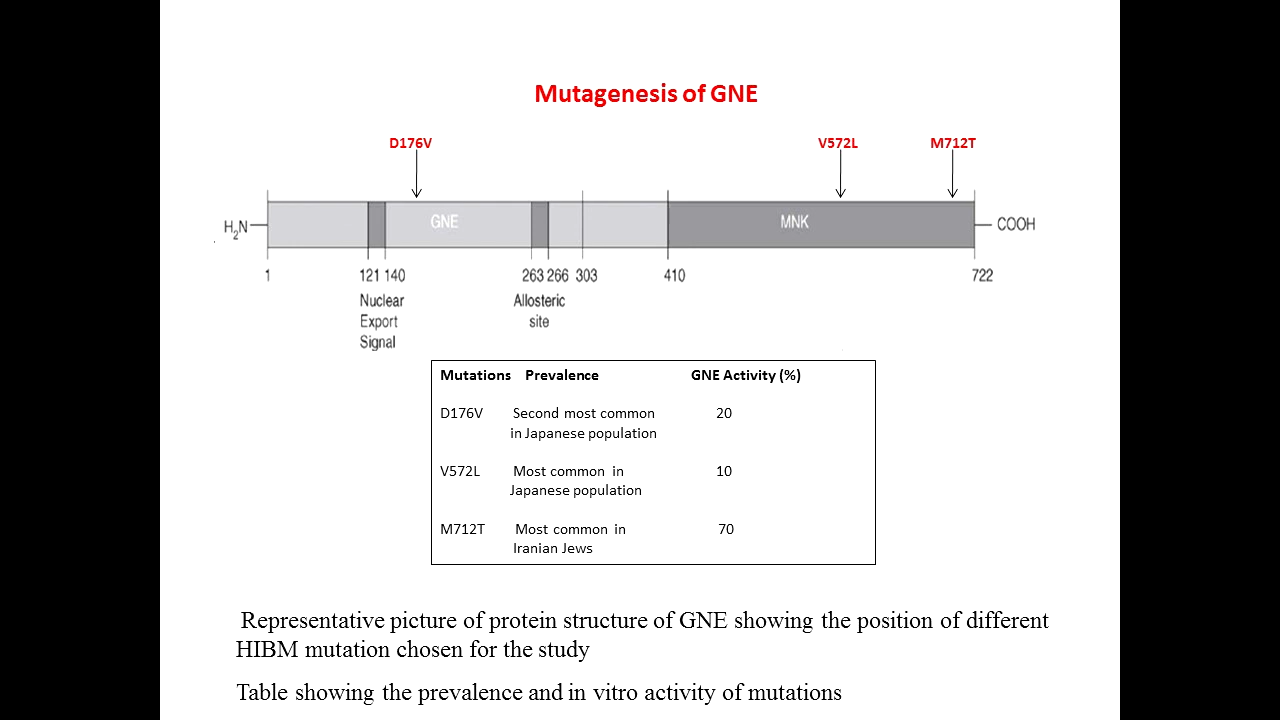 Mutagenesis of GNE
D176V V572L M712T
H2N GNE MNK COOH
1 121 140 263 266 303 410 722
Nuclear Allosteric
Export site
Signal
Mutations Prevalence GNE Activity (%)
D176V Second most common 20
in Japanese population
V572L Most common in 10
Japanese population
M712T Most common in 70
Iranian Jews
Representative picture of protein structure of GNE showing the position of different
HIBM mutation chosen for the study
Table showing the prevalence and in vitro activity of mutations